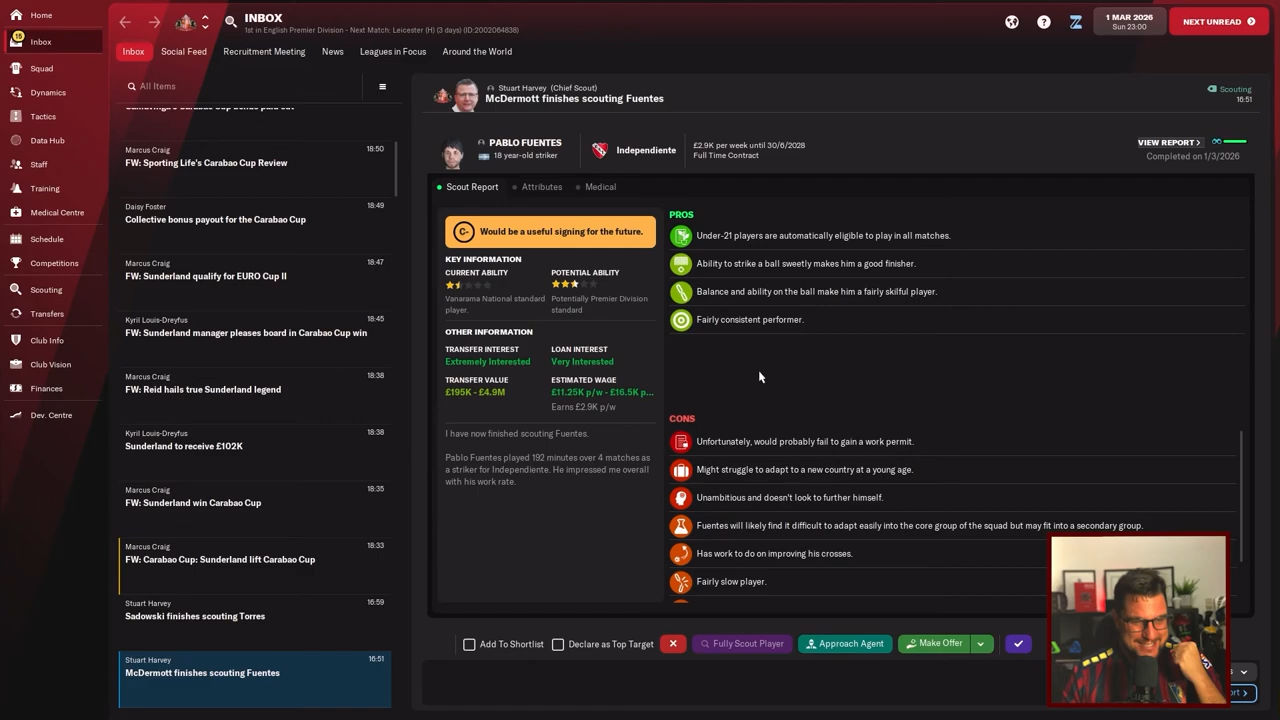 Home
Inbox
15
Squad
Dynamics
Tactics
Data Hub
Staff
Training
Medical Centre
Schedule
Competitions
Scouting
Transfers
Club Info
Club Vision
Finances
Dev. Centre
INBOX
1st in English Premier Division - Next Match: Leicester (H) (3 days) (ID:2002064838)
1 MAR 2026
Sun 23:00
NEXT UNREAD
Inbox
Social Feed
Recruitment Meeting
News
Leagues in Focus
Around the World
All Items
Marcus Craig
18:50
FW: Sporting Life's Carabao Cup Review
Daisy Foster
18:49
Collective bonus payout for the Carabao Cup
Marcus Craig
18:47
FW: Sunderland qualify for EURO Cup II
Kyril Louis-Dreyfus
18:45
FW: Sunderland manager pleases board in Carabao Cup win
Marcus Craig
18:38
FW: Reid hails true Sunderland legend
Kyril Louis-Dreyfus
18:38
Sunderland to receive £102K
Marcus Craig
18:35
FW: Sunderland win Carabao Cup
Marcus Craig
18:33
FW: Carabao Cup: Sunderland lift Carabao Cup
Stuart Harvey
16:59
Sadowski finishes scouting Torres
Stuart Harvey
16:51
McDermott finishes scouting Fuentes
Stuart Harvey (Chief Scout)
McDermott finishes scouting Fuentes
Scouting
16:51
PABLO FUENTES
18 year-old striker
Independiente
£2.9K per week until 30/6/2028
Full Time Contract
VIEW REPORT >
Completed on 1/3/2026
Scout Report
Attributes
Medical
C-
Would be a useful signing for the future.
KEY INFORMATION
CURRENT ABILITY
POTENTIAL ABILITY
Vanarama National standard player.
Potentially Premier Division standard
OTHER INFORMATION
TRANSFER INTEREST
LOAN INTEREST
Extremely Interested
Very Interested
TRANSFER VALUE
ESTIMATED WAGE
£195K - £4.9M
£11.25K p/w - £16.5K p...
Earns £2.9K p/w
I have now finished scouting Fuentes.
Pablo Fuentes played 192 minutes over 4 matches
as a striker for Independiente. He impressed me overall
with his work rate.
PROS
Under-21 players are automatically eligible to play in all matches.
Ability to strike a ball sweetly makes him a good finisher.
Balance and ability on the ball make him a fairly skilful player.
Fairly consistent performer.
CONS
Unfortunately, would probably fail to gain a work permit.
Might struggle to adapt to a new country at a young age.
Unambitious and doesn't look to further himself.
Fuentes will likely find it difficult to adapt easily into the core group of the squad but may fit into a secondary group.
Has work to do on improving his crosses.
Fairly slow player.
Add To Shortlist
Declare as Top Target
Fully Scout Player
Approach Agent
Make Offer